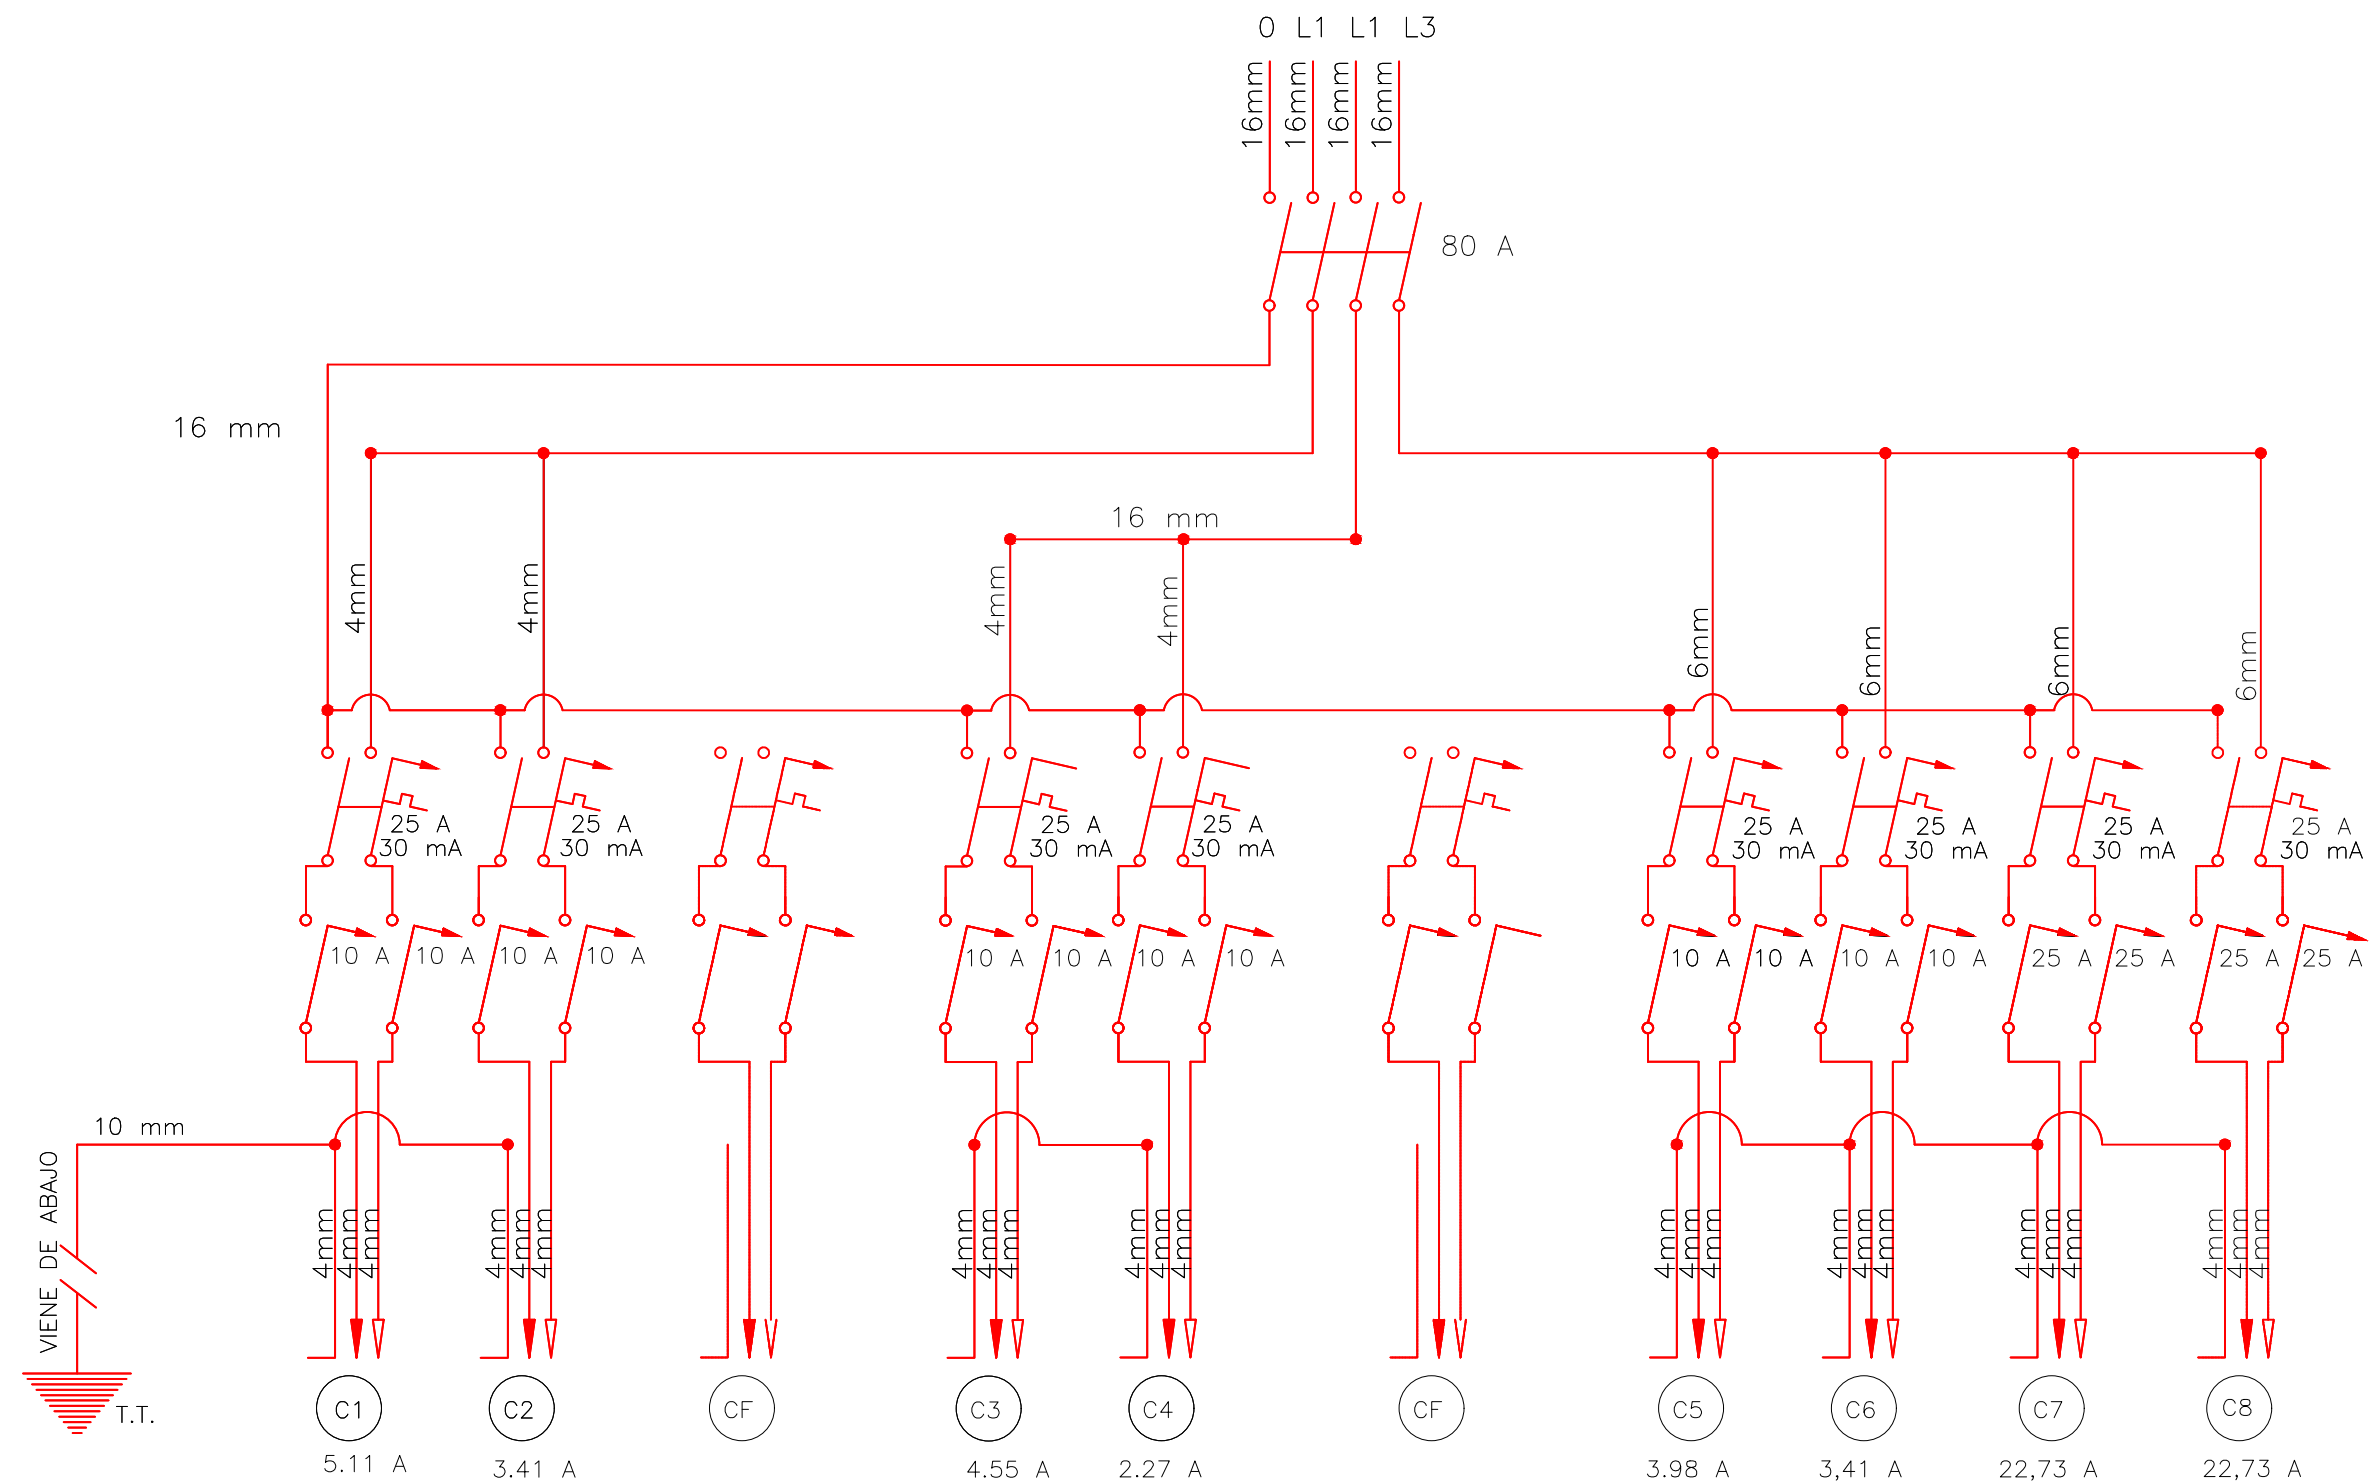 0 L1 L1 L3
16mm 16mm 16mm 16mm
80 A
16 mm
16 mm
4mm 4mm 4mm 4mm 6mm 6mm 6mm 6mm
25 A 25 A 25 A 25 A 25 A 25 A 25 A 25 A
30 mA 30 mA 30 mA 30 mA 30 mA 30 mA 30 mA 30 mA
10 A 10 A 10 A 10 A 10 A 10 A 10 A 10 A 10 A 10 A 10 A 10 A 25 A 25 A 25 A 25 A
10 mm
VIENE DE ABAJO
4mm 4mm 4mm 4mm 4mm 4mm 4mm 4mm 4mm 4mm 4mm 4mm 4mm 4mm 4mm 4mm 4mm 4mm 4mm 4mm 4mm 4mm 4mm 4mm
T.T.
C1 C2 CF C3 C4 CF C5 C6 C7 C8
5.11 A 3.41 A 4.55 A 2.27 A 3.98 A 3,41 A 22,73 A 22,73 A